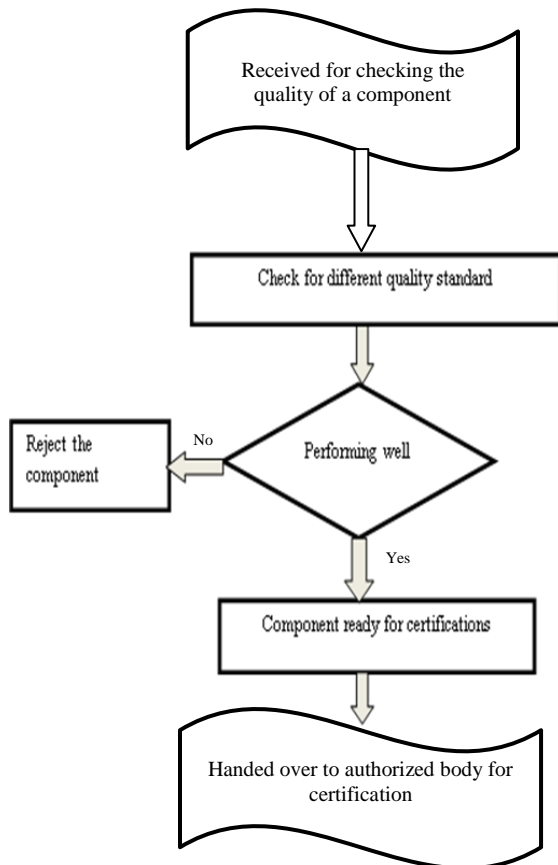 Received for checking the
quality of a component
Check for different quality standard
No
Reject the
component
Performing well
Yes
Component ready for certifications
Handed over to authorized body for
certification